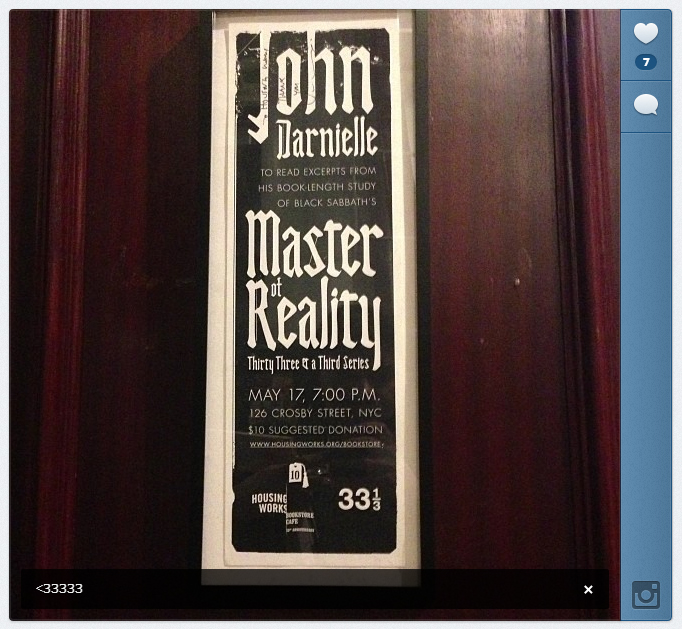 John
Darnielle
TO READ EXCERPTS FROM
HIS BOOK-LENGTH STUDY
OF BLACK SABBATH'S
Master
of
Reality
Thirty Three & a Third Series
MAY 17, 7:00 P.M.
126 CROSBY STREET, NYC
$10 SUGGESTED DONATION
WWW.HOUSINGWORKS.ORG/BOOKSTORE
10
HOUSING
WORKS
BOOKSTORE
CAFE
33 1/3
<33333
×
7